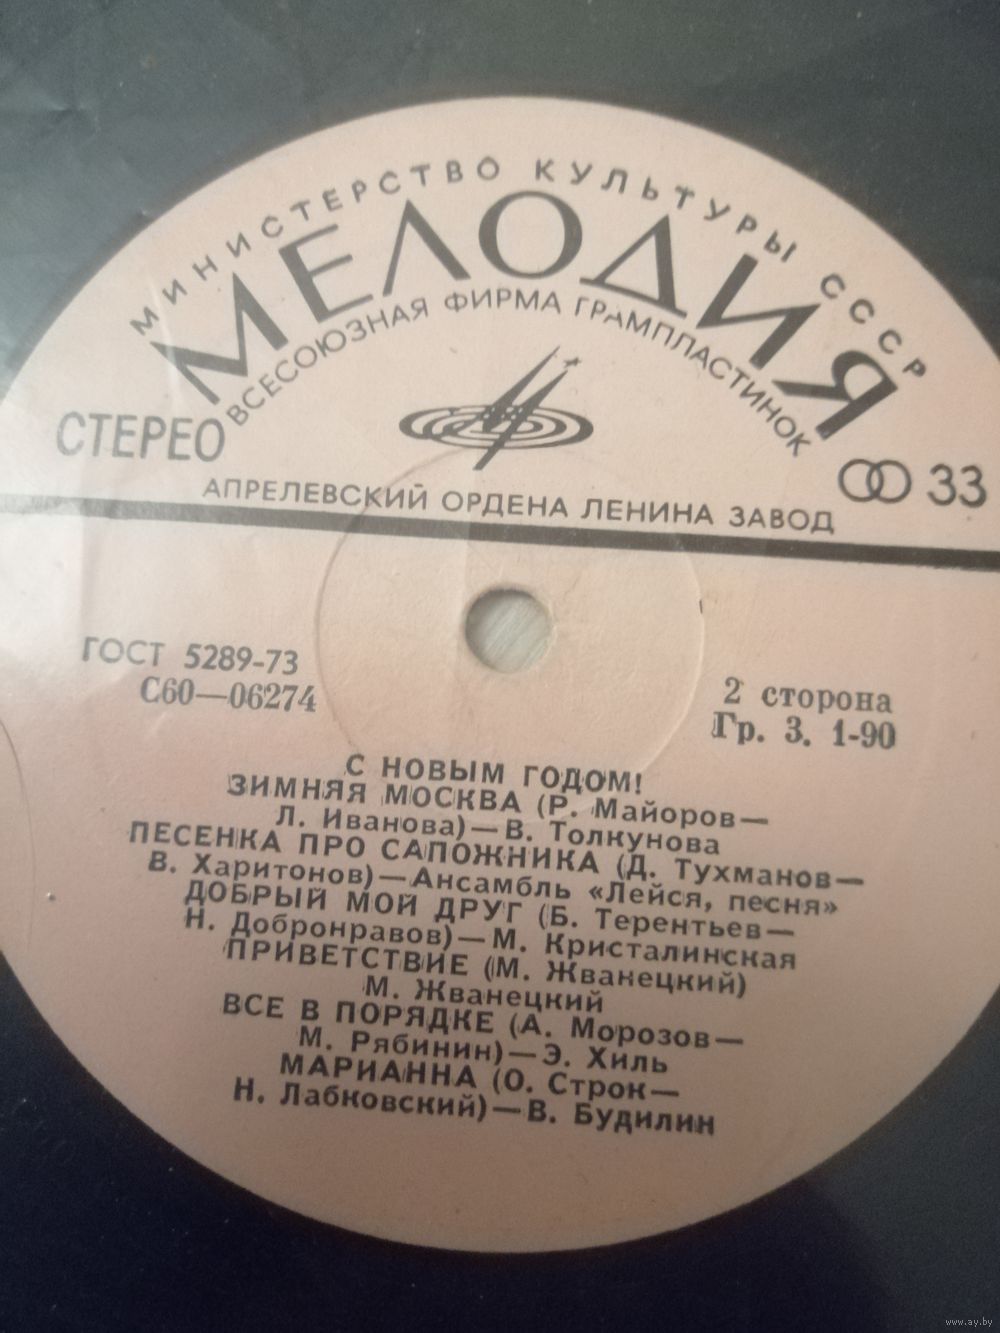 МИНИСТЕРСТВО КУЛЬТУРЫ СССР
МЕЛОДИЯ
ВСЕСОЮЗНАЯ ФИРМА ГРАМПЛАСТИНОК
СТЕРЕО
33
АПРЕЛЕВСКИЙ ОРДЕНА ЛЕНИНА ЗАВОД
ГОСТ 5289-73
С60—06274
2 сторона
Гр. 3. 1-90
С НОВЫМ ГОДОМ!
ЗИМНЯЯ МОСКВА (Р. Майоров—
Л. Иванова)—В. Толкунова
ПЕСЕНКА ПРО САПОЖНИКА (Д. Тухманов—
В. Харитонов)—Ансамбль «Лейся, песня»
ДОБРЫЙ МОЙ ДРУГ (Б. Терентьев—
Н. Добронравов)—М. Кристалинская
ПРИВЕТСТВИЕ (М. Жванецкий)
М. Жванецкий
ВСЕ В ПОРЯДКЕ (А. Морозов—
М. Рябинин)—Э. Хиль
МАРИАННА (О. Строк—
Н. Лабковский)—В. Будилин
www.ay.by